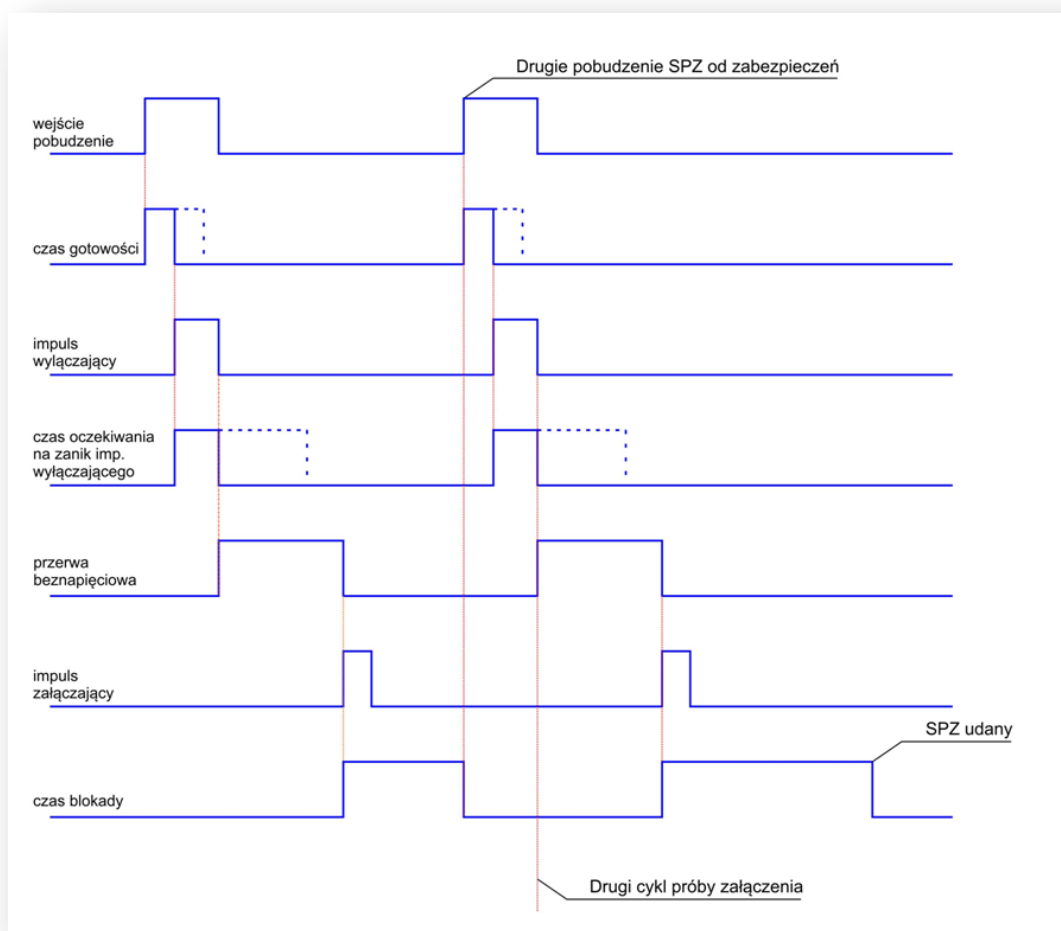 Drugie pobudzenie SPZ od zabezpieczeń
wejście
pobudzenie
czas gotowości
impuls
wylączający
czas oczekiwania
na zanik imp.
wyłączającego
przerwa
beznapięciowa
impuls
załączający
SPZ udany
czas blokady
Drugi cykl próby załączenia